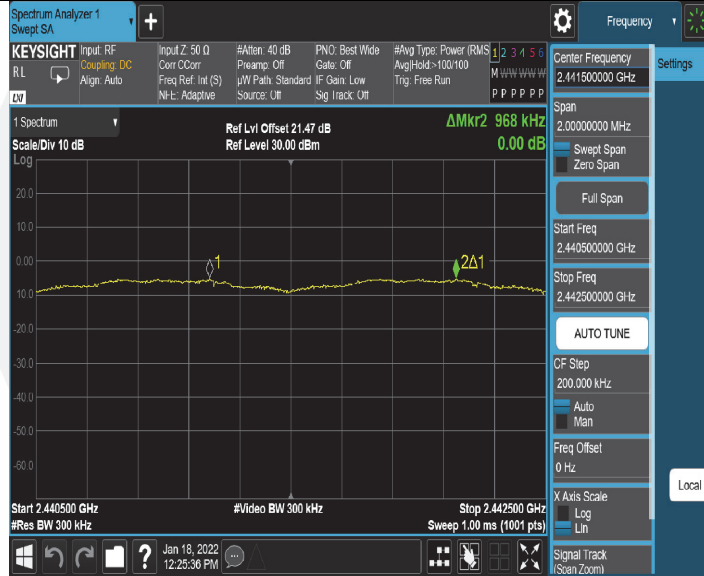 Spectrum Analyzer 1
Swept SA
+
Frequency
KEYSIGHT
RL
LXI
Input: RF
Coupling: DC
Align: Auto
Input Z: 50 Ω
Corr CCorr
Freq Ref: Int (S)
NFE: Adaptive
#Atten: 40 dB
Preamp: Off
µW Path: Standard
Source: Off
PNO: Best Wide
Gate: Off
IF Gain: Low
Sig Track: Off
#Avg Type: Power (RMS
Avg|Hold:>100/100
Trig: Free Run
1 2 3 4 5 6
M W W W W W
P P P P P P
Center Frequency
2.441500000 GHz
Settings
Span
2.00000000 MHz
Swept Span
Zero Span
Full Span
Start Freq
2.440500000 GHz
Stop Freq
2.442500000 GHz
AUTO TUNE
CF Step
200.000 kHz
Auto
Man
Freq Offset
0 Hz
X Axis Scale
Log
Lin
Signal Track
(Span Zoom)
Local
1 Spectrum
Scale/Div 10 dB
Log
Ref Lvl Offset 21.47 dB
Ref Level 30.00 dBm
ΔMkr2 968 kHz
0.00 dB
20.0
10.0
0.00
10.0
-20.0
-30.0
-40.0
-50.0
-60.0
1
2Δ1
Start 2.440500 GHz
#Res BW 300 kHz
#Video BW 300 kHz
Stop 2.442500 GHz
Sweep 1.00 ms (1001 pts)
?
Jan 18, 2022
12:25:36 PM